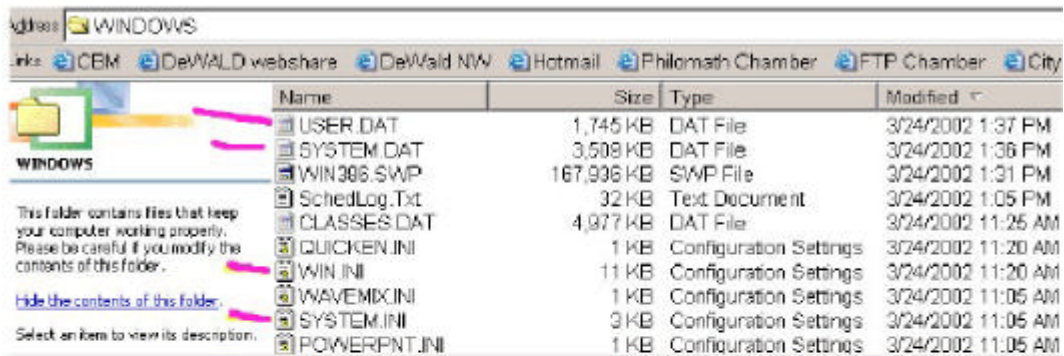 Address WINDOWS
Links CBM DeWALD webshare DeWald NW Hotmail Philomath Chamber FTP Chamber City
Name Size Type Modified
USER.DAT 1,745 KB DAT File 3/24/2002 1:37 PM
SYSTEM.DAT 3,509 KB DAT File 3/24/2002 1:36 PM
WIN386.SWP 167,936 KB SWP File 3/24/2002 1:31 PM
SchedLog.Txt 32 KB Text Document 3/24/2002 1:05 PM
CLASSES.DAT 4,977 KB DAT File 3/24/2002 11:25 AM
QUICKEN.INI 1 KB Configuration Settings 3/24/2002 11:20 AM
WIN.INI 11 KB Configuration Settings 3/24/2002 11:20 AM
WAVEMIX.INI 1 KB Configuration Settings 3/24/2002 11:05 AM
SYSTEM.INI 3 KB Configuration Settings 3/24/2002 11:05 AM
POWERPNT.INI 1 KB Configuration Settings 3/24/2002 11:05 AM
WINDOWS
This folder contains files that keep
your computer working properly.
Please be careful if you modify the
contents of this folder.
Hide the contents of this folder.
Select an item to view its description.